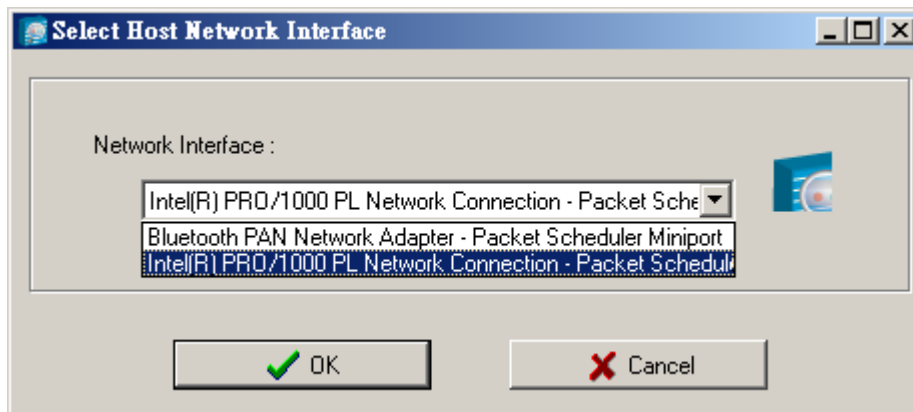 Select Host Network Interface
Network Interface :
Intel(R) PRO/1000 PL Network Connection - Packet Sche
Bluetooth PAN Network Adapter - Packet Scheduler Miniport
Intel(R) PRO/1000 PL Network Connection - Packet Schedul
OK
Cancel